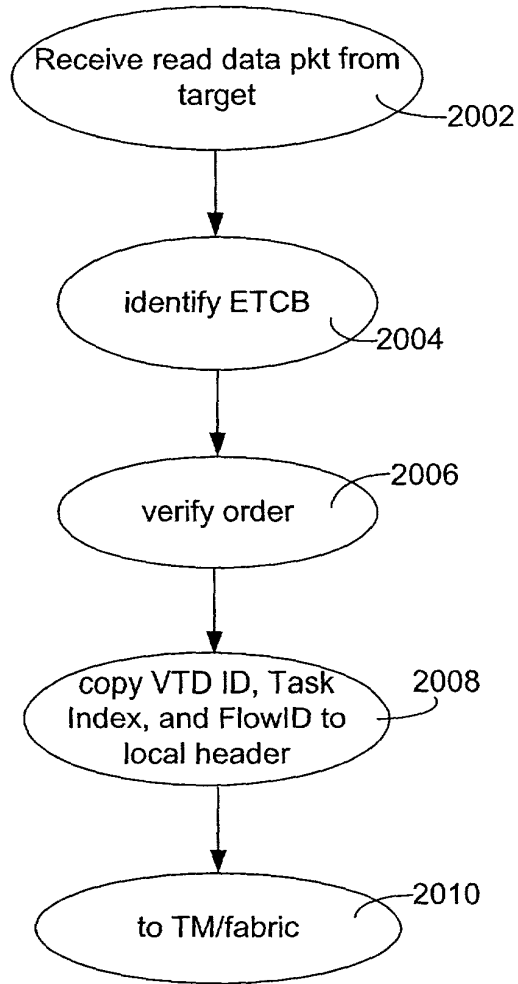 Receive read data pkt from
target
2002
identify ETCB
2004
2006
verify order
copy VTD ID, Task
Index, and FlowID to
local header
2008
2010
to TM/fabric